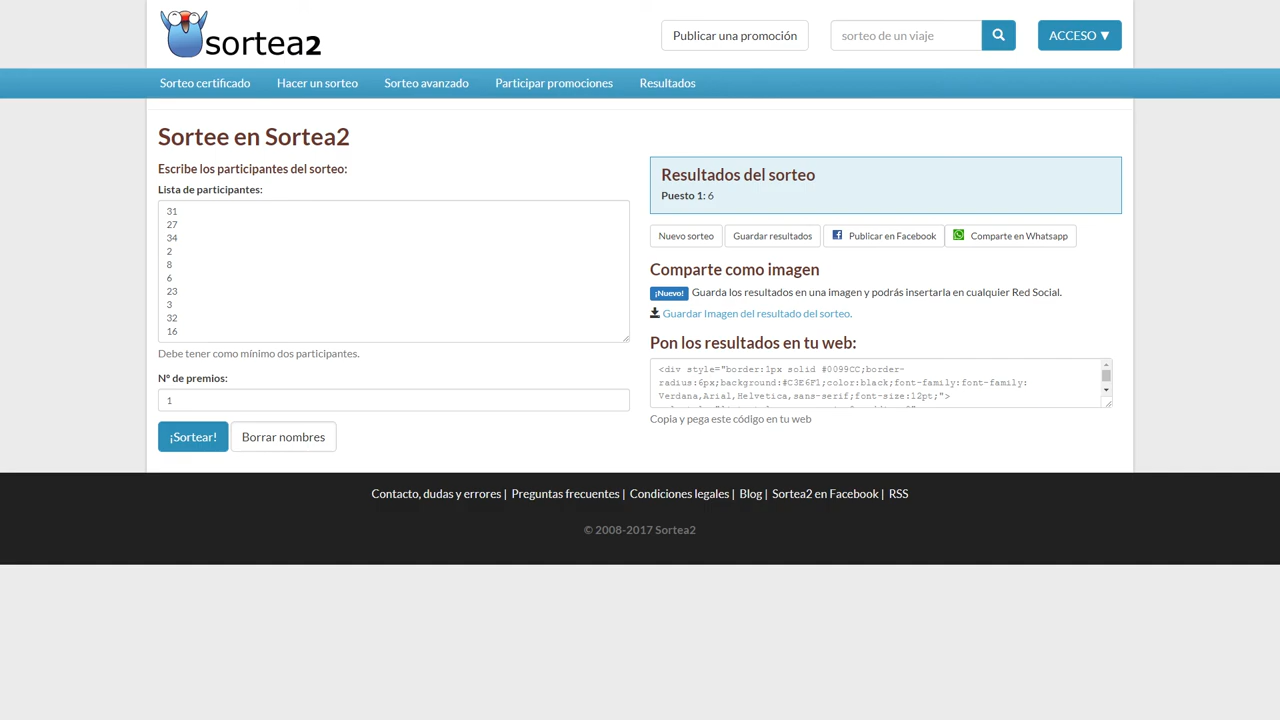 sortea2
Publicar una promoción
sorteo de un viaje
ACCESO ▼
Sorteo certificado
Hacer un sorteo
Sorteo avanzado
Participar promociones
Resultados
Sortee en Sortea2
Escribe los participantes del sorteo:
Lista de participantes:
31
27
34
2
8
6
23
3
32
16
Debe tener como mínimo dos participantes.
Nº de premios:
1
¡Sortear!
Borrar nombres
Resultados del sorteo
Puesto 1: 6
Nuevo sorteo
Guardar resultados
Publicar en Facebook
Comparte en Whatsapp
Comparte como imagen
¡Nuevo! Guarda los resultados en una imagen y podrás insertarla en cualquier Red Social.
Guardar Imagen del resultado del sorteo.
Pon los resultados en tu web:
<div style="border:1px solid #0099CC;border-
radius:6px;background:#C3E6F1;color:black;font-family:font-family:
Verdana,Arial,Helvetica,sans-serif;font-size:12pt;">
Copia y pega este código en tu web
Contacto, dudas y errores | Preguntas frecuentes | Condiciones legales | Blog | Sortea2 en Facebook | RSS
© 2008-2017 Sortea2